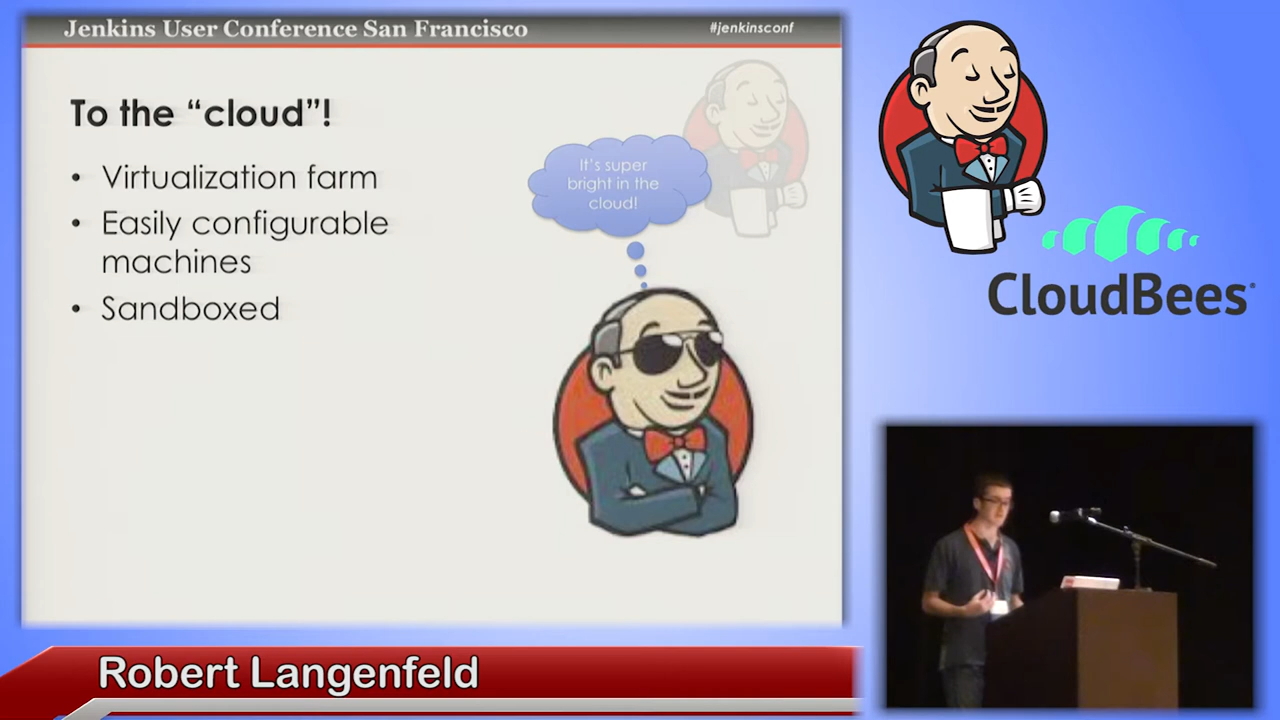 Jenkins User Conference San Francisco
#jenkinsconf
To the “cloud”!
• Virtualization farm
• Easily configurable
machines
• Sandboxed
It's super
bright in the
cloud!
CloudBees
Robert Langenfeld